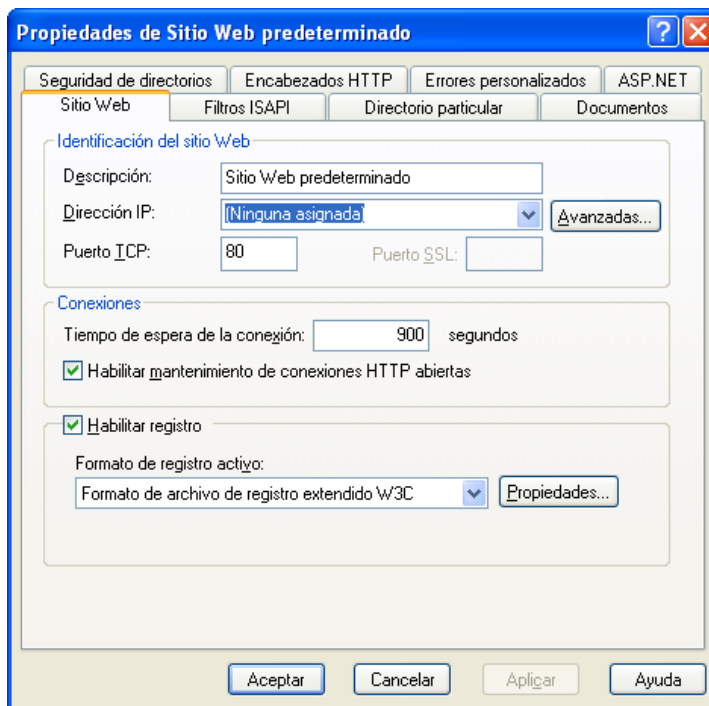 Propiedades de Sitio Web predeterminado
Seguridad de directorios Encabezados HTTP Errores personalizados ASP.NET
Sitio Web Filtros ISAPI Directorio particular Documentos
Identificación del sitio Web
Descripción: Sitio Web predeterminado
Dirección IP: (Ninguna asignada) Avanzadas...
Puerto TCP: 80 Puerto SSL:
Conexiones
Tiempo de espera de la conexión: 900 segundos
Habilitar mantenimiento de conexiones HTTP abiertas
Habilitar registro
Formato de registro activo:
Formato de archivo de registro extendido W3C Propiedades...
Aceptar Cancelar Aplicar Ayuda